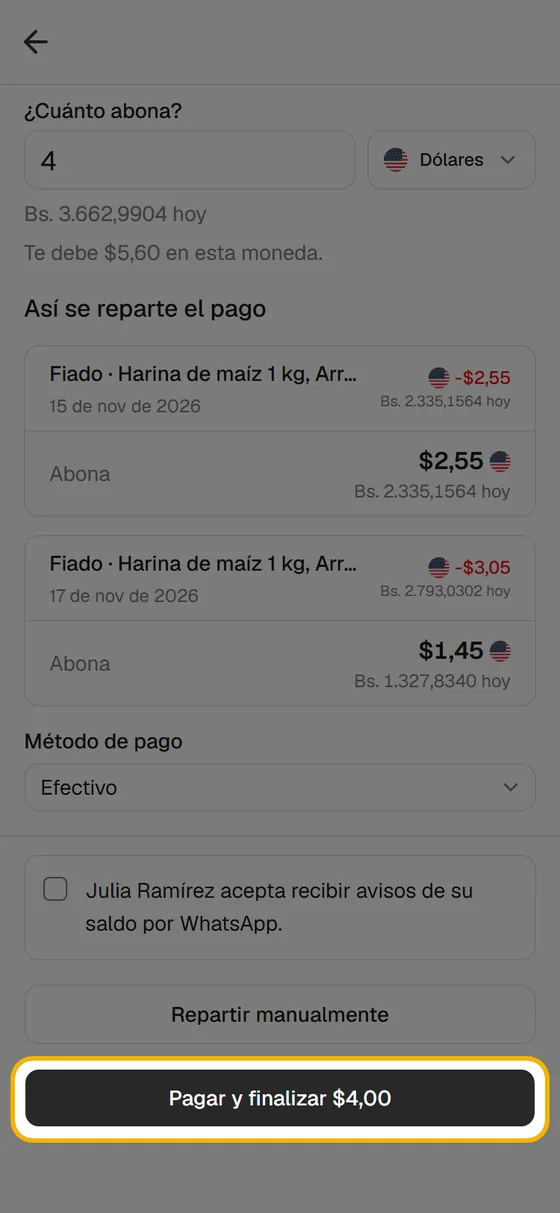 ¿Cuánto abona?
4
Dólares
Bs. 3.662,9904 hoy
Te debe $5,60 en esta moneda.
Así se reparte el pago
Fiado · Harina de maíz 1 kg, Arr...
-$2,55
15 de nov de 2026
Bs. 2.335,1564 hoy
Abona
$2,55
Bs. 2.335,1564 hoy
Fiado · Harina de maíz 1 kg, Arr...
-$3,05
17 de nov de 2026
Bs. 2.793,0302 hoy
Abona
$1,45
Bs. 1.327,8340 hoy
Método de pago
Efectivo
Julia Ramírez acepta recibir avisos de su
saldo por WhatsApp.
Repartir manualmente
Pagar y finalizar $4,00